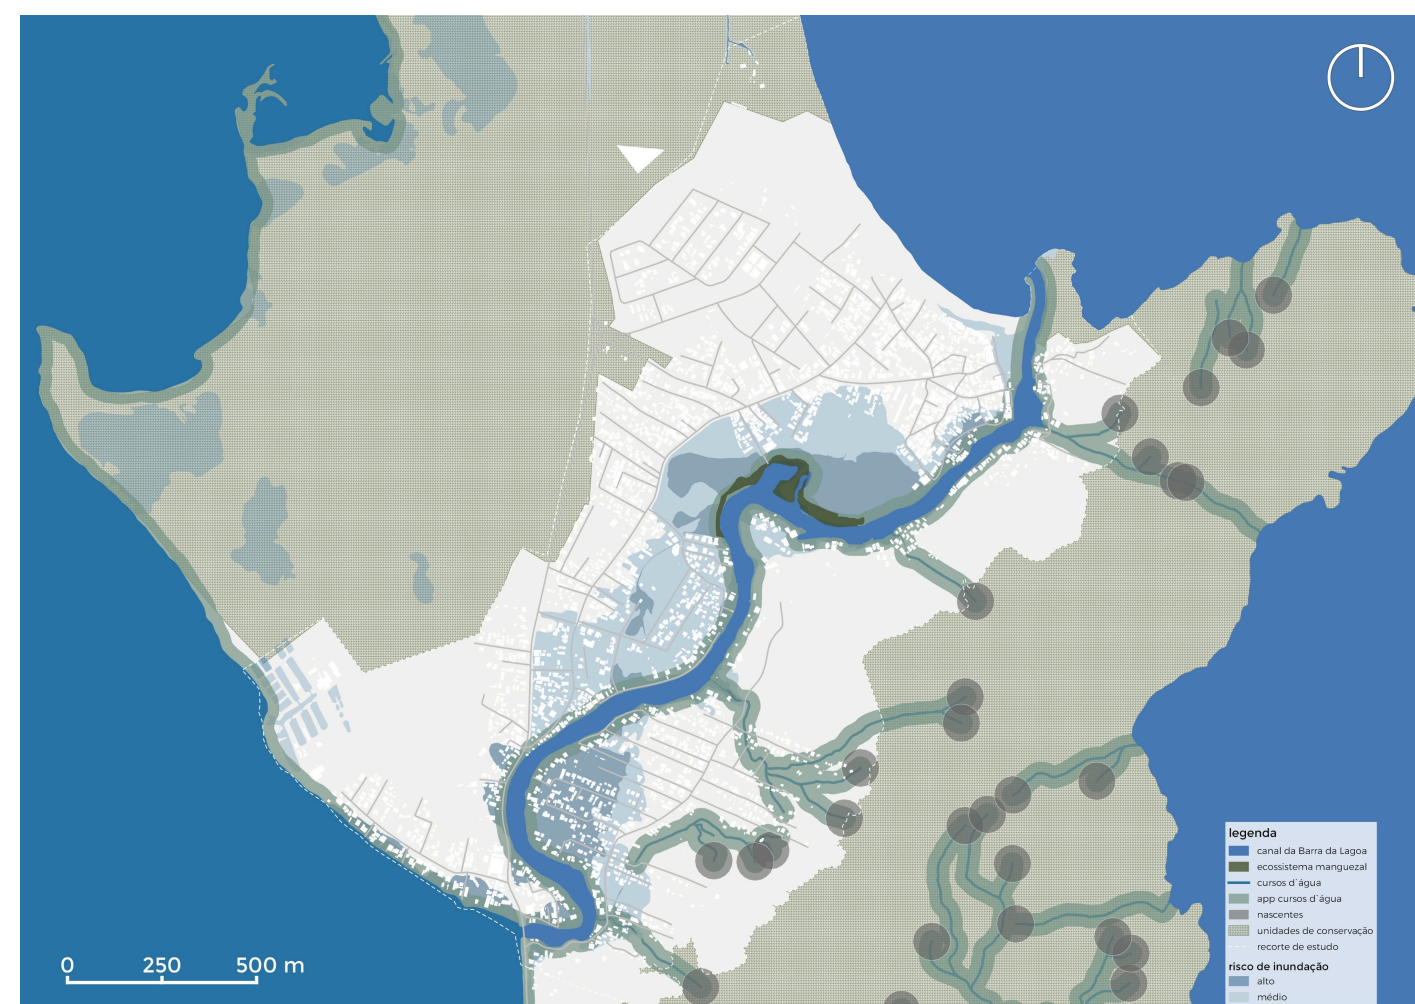 legenda
canal da Barra da Lagoa
ecossistema manguezal
cursos d´água
app cursos d´água
nascentes
unidades de conservação
recorte de estudo
risco de inundação
alto
médio
0 250 500 m